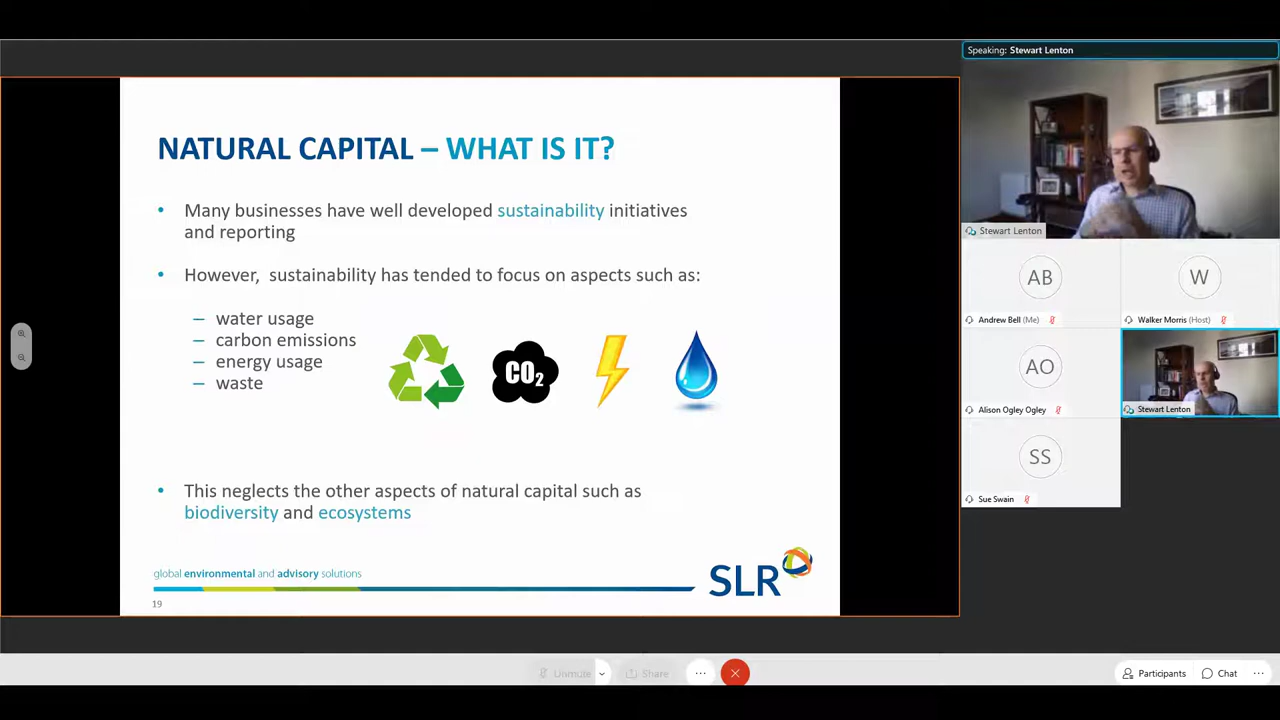 Speaking: Stewart Lenton
NATURAL CAPITAL – WHAT IS IT?
• Many businesses have well developed sustainability initiatives
and reporting
• However, sustainability has tended to focus on aspects such as:
– water usage
– carbon emissions
– energy usage
– waste
CO2
• This neglects the other aspects of natural capital such as
biodiversity and ecosystems
global environmental and advisory solutions
SLR
19
Stewart Lenton
AB
Andrew Bell (Me)
W
Walker Morris (Host)
AO
Alison Ogley Ogley
Stewart Lenton
SS
Sue Swain
Unmute
Share
Participants
Chat